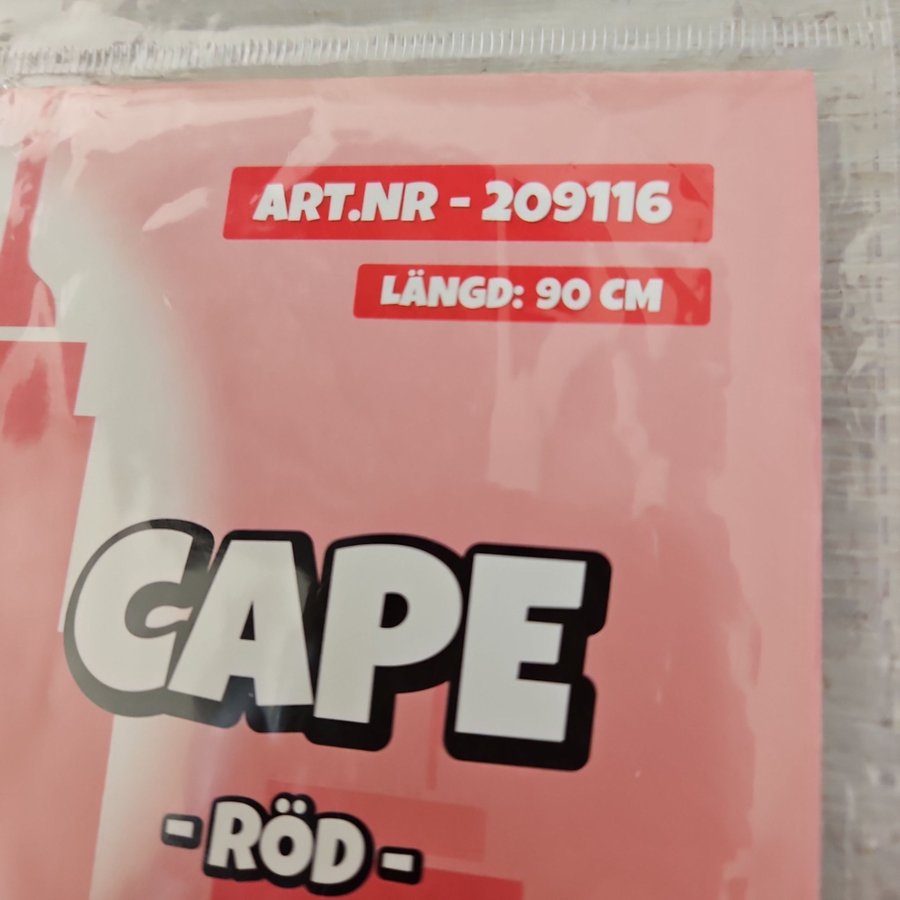 ART.NR - 209116
LÄNGD: 90 CM
CAPE
- RÖD -